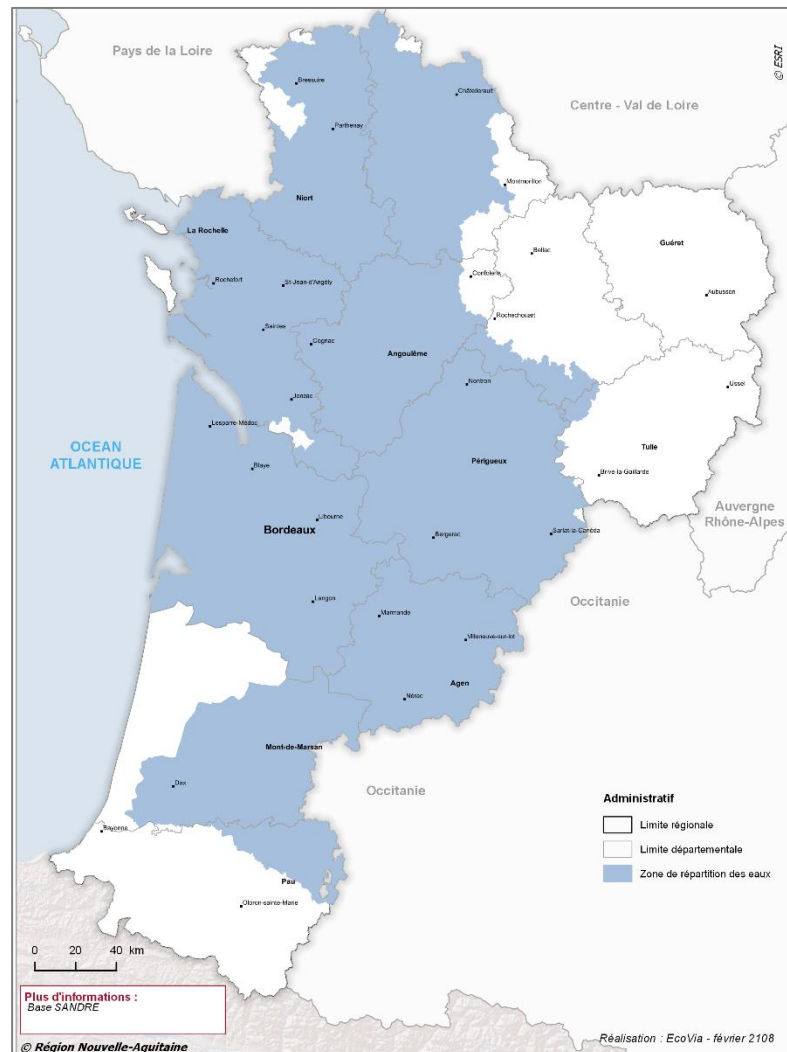 Pays de la Loire
© ESRI
Bressuire
Châtellerault
Centre - Val de Loire
Parthenay
Montmorillon
Niort
La Rochelle
Bellac
Guéret
Rochefort
St-Jean-d'Angély
Confolens
Aubusson
Rochechouart
Saintes
Cognac
Angoulême
Nontron
Ussel
Jonzac
Lesparre-Médoc
OCEAN
ATLANTIQUE
Tulle
Périgueux
Blaye
Brive-la-Gaillarde
Auvergne
Rhône-Alpes
Libourne
Bordeaux
Bergerac
Sarlat-la-Canéda
Langon
Occitanie
Marmande
Villeneuve-sur-lot
Agen
Nérac
Mont-de-Marsan
Dax
Occitanie
Administratif
Limite régionale
Limite départementale
Zone de répartition des eaux
Bayonne
Pau
Oloron-sainte-Marie
0 20 40 km
Plus d'informations :
Base SANDRE
Réalisation : EcoVia - février 2108
© Région Nouvelle-Aquitaine